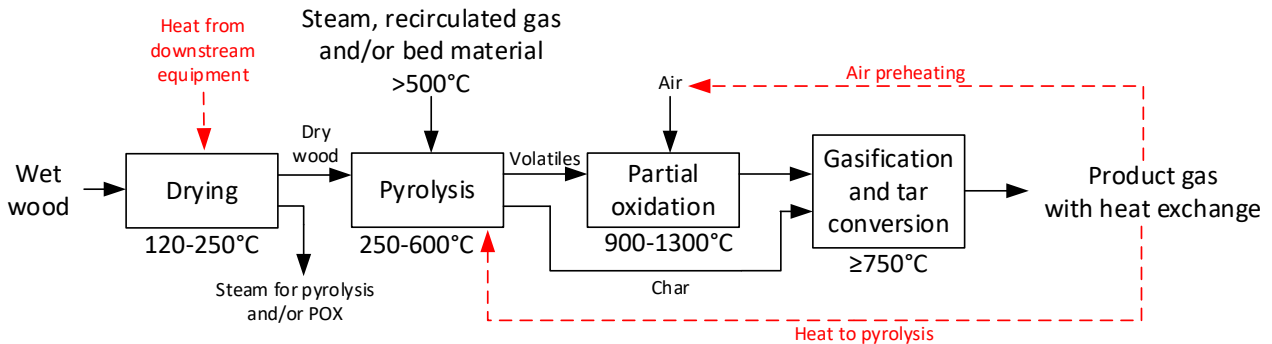 Heat from
downstream
equipment
Steam, recirculated gas
and/or bed material
>500°C
Air preheating
Air
Wet
wood
Drying
120-250°C
Dry
wood
Steam for pyrolysis
and/or POX
Pyrolysis
250-600°C
Volatiles
Char
Partial
oxidation
900-1300°C
Gasification
and tar
conversion
≥750°C
Product gas
with heat exchange
Heat to pyrolysis